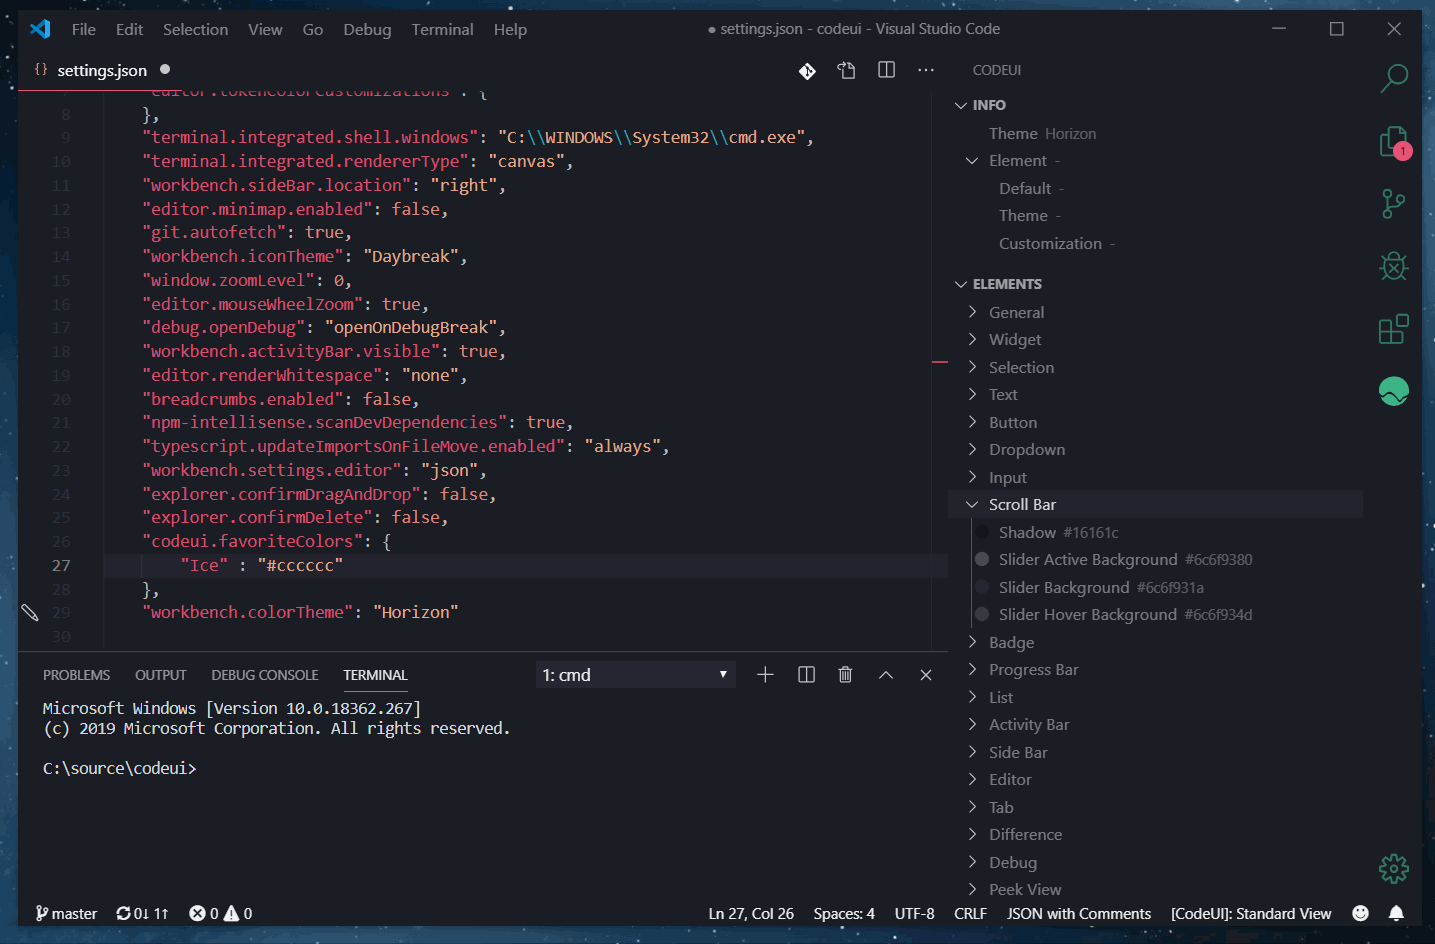 File Edit Selection View Go Debug Terminal Help
● settings.json - codeui - Visual Studio Code
{} settings.json ●
"editor.tokenColorCustomizations": {
8 },
9 "terminal.integrated.shell.windows": "C:\\WINDOWS\\System32\\cmd.exe",
10 "terminal.integrated.rendererType": "canvas",
11 "workbench.sideBar.location": "right",
12 "editor.minimap.enabled": false,
13 "git.autofetch": true,
14 "workbench.iconTheme": "Daybreak",
15 "window.zoomLevel": 0,
16 "editor.mouseWheelZoom": true,
17 "debug.openDebug": "openOnDebugBreak",
18 "workbench.activityBar.visible": true,
19 "editor.renderWhitespace": "none",
20 "breadcrumbs.enabled": false,
21 "npm-intellisense.scanDevDependencies": true,
22 "typescript.updateImportsOnFileMove.enabled": "always",
23 "workbench.settings.editor": "json",
24 "explorer.confirmDragAndDrop": false,
25 "explorer.confirmDelete": false,
26 "codeui.favoriteColors": {
27 "Ice" : "#cccccc"
28 },
29 "workbench.colorTheme": "Horizon"
30
PROBLEMS OUTPUT DEBUG CONSOLE TERMINAL
1: cmd
Microsoft Windows [Version 10.0.18362.267]
(c) 2019 Microsoft Corporation. All rights reserved.
C:\source\codeui>
CODEUI
INFO
Theme Horizon
Element -
Default -
Theme -
Customization -
ELEMENTS
General
Widget
Selection
Text
Button
Dropdown
Input
Scroll Bar
Shadow #16161c
Slider Active Background #6c6f9380
Slider Background #6c6f931a
Slider Hover Background #6c6f934d
Badge
Progress Bar
List
Activity Bar
Side Bar
Editor
Tab
Difference
Debug
Peek View
1
master 0↓ 1↑ 0 0
Ln 27, Col 26 Spaces: 4 UTF-8 CRLF JSON with Comments [CodeUI]: Standard View